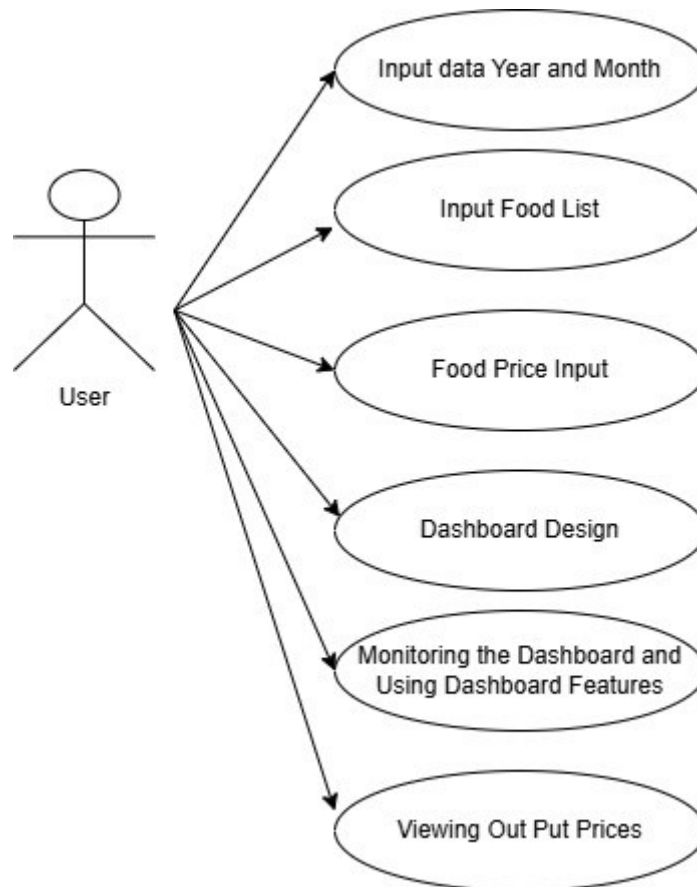 Input data Year and Month
Input Food List
User
Food Price Input
Dashboard Design
Monitoring the Dashboard and
Using Dashboard Features
Viewing Out Put Prices